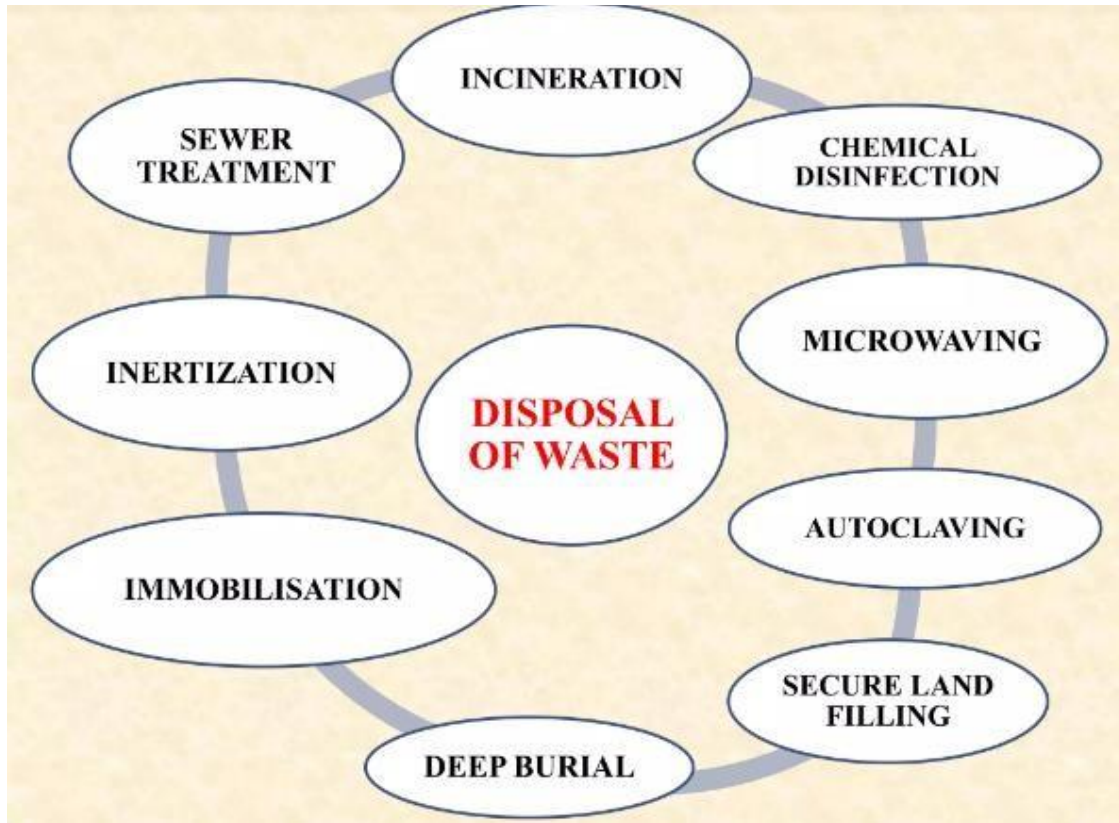 INCINERATION
CHEMICAL
DISINFECTION
MICROWAVING
AUTOCLAVING
SECURE LAND
FILLING
DEEP BURIAL
IMMOBILISATION
INERTIZATION
SEWER
TREATMENT
DISPOSAL
OF WASTE